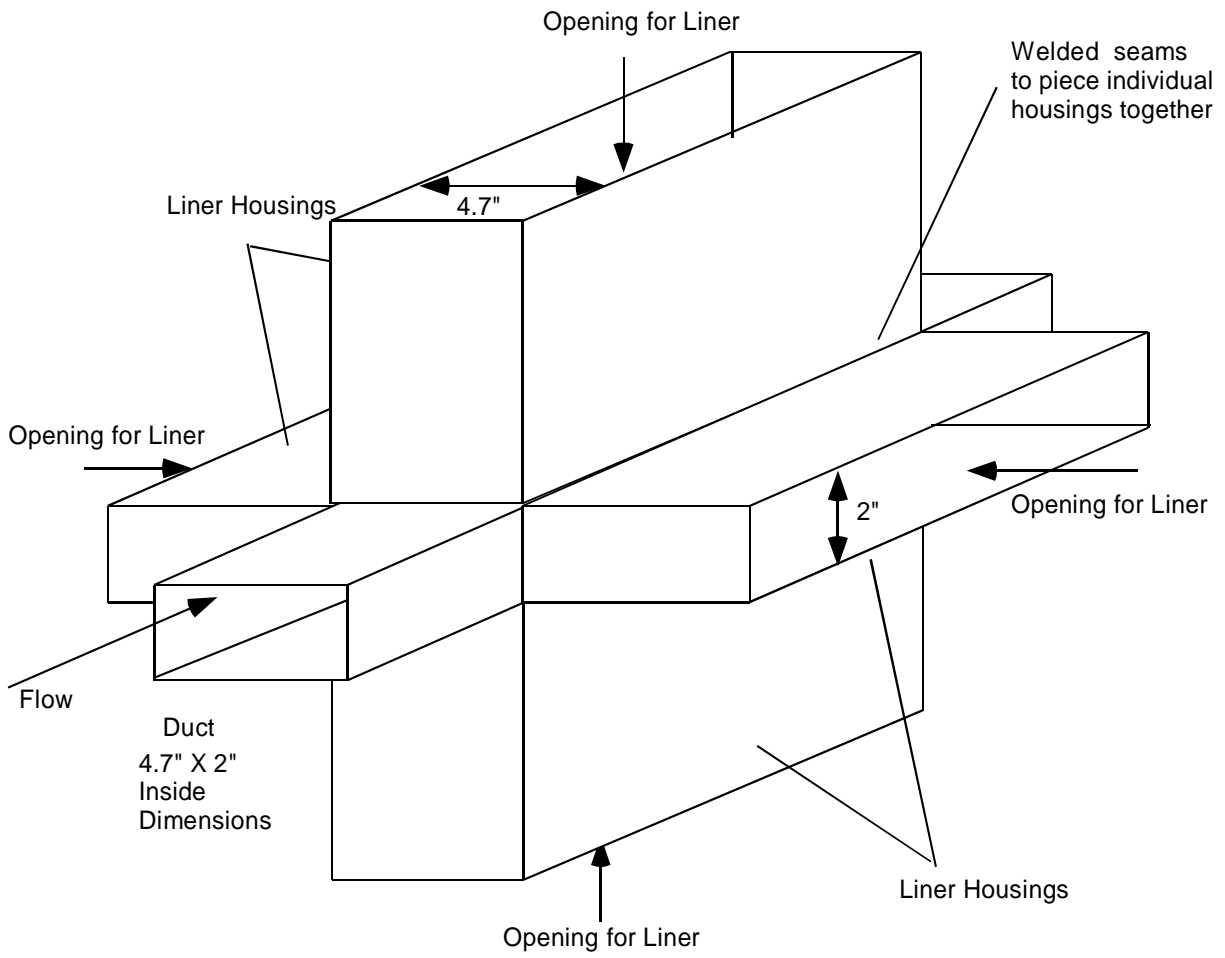 Opening for Liner
Welded seams
to piece individual
housings together
Liner Housings
4.7"
Opening for Liner
2"
Opening for Liner
Flow
Duct
4.7" X 2"
Inside
Dimensions
Liner Housings
Opening for Liner